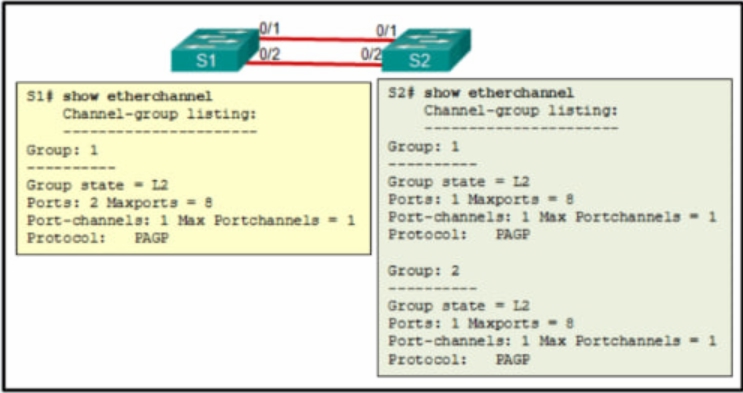 0/1
0/1
S1
0/2
0/2
S2
S1# show etherchannel
Channel-group listing:
----------------------
Group: 1
----------
Group state = L2
Ports: 2 Maxports = 8
Port-channels: 1 Max Portchannels = 1
Protocol: PAGP
S2# show etherchannel
Channel-group listing:
----------------------
Group: 1
----------
Group state = L2
Ports: 1 Maxports = 8
Port-channels: 1 Max Portchannels = 1
Protocol: PAGP
Group: 2
----------
Group state = L2
Ports: 1 Maxports = 8
Port-channels: 1 Max Portchannels = 1
Protocol: PAGP